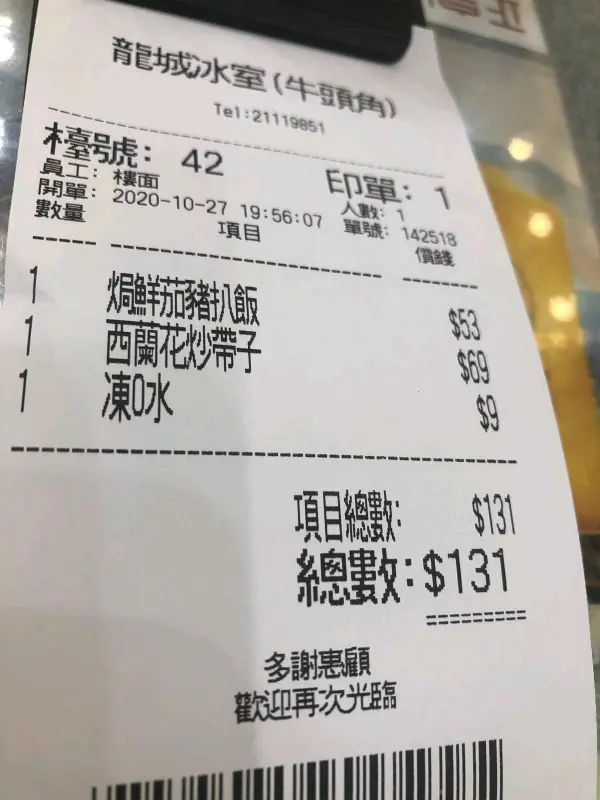 龍城冰室(牛頭角)
Tel:21119851
檯號: 42 印單: 1
員工: 樓面 人數: 1
開單: 2020-10-27 19:56:07 單號: 142518
數量 項目 價錢
1 焗鮮茄豬扒飯 $53
1 西蘭花炒帶子 $69
1 凍O水 $9
項目總數: $131
總數: $131
多謝惠顧
歡迎再次光臨